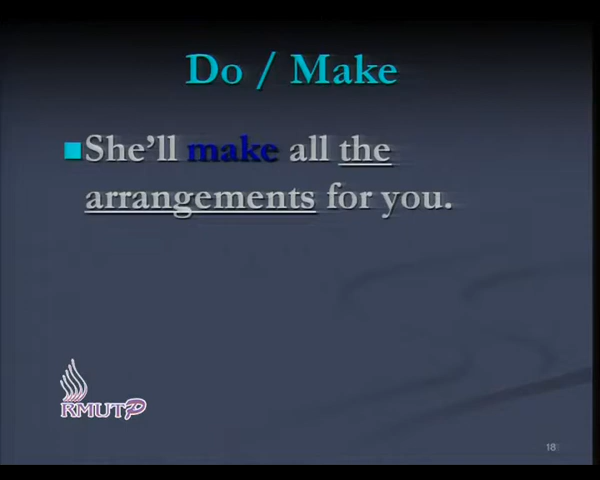 Do / Make
She'll make all the
arrangements for you.
RMUTP
18